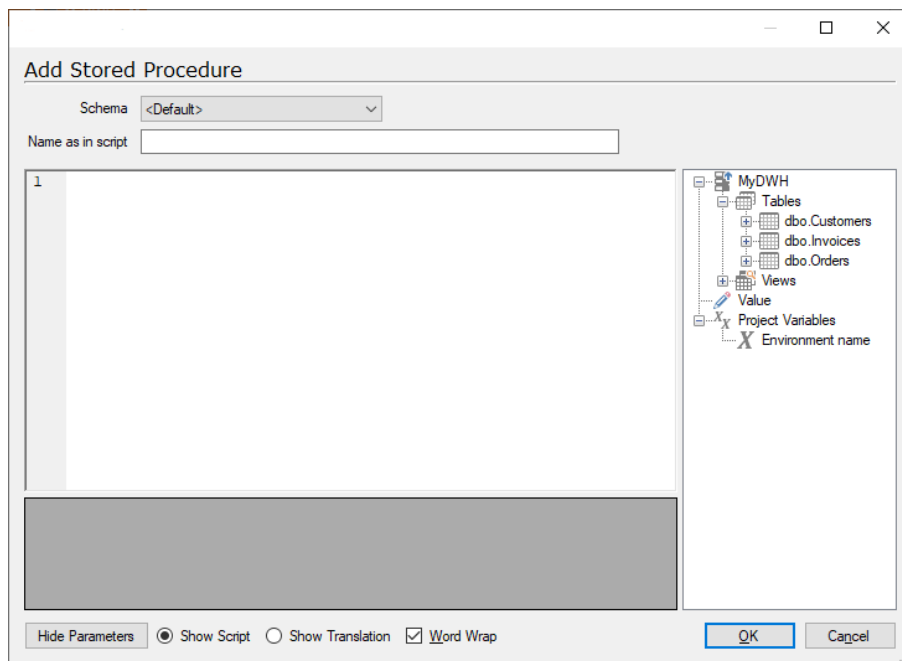 Add Stored Procedure
Schema <Default>
Name as in script
1
MyDWH
Tables
dbo.Customers
dbo.Invoices
dbo.Orders
Views
Value
Project Variables
Environment name
Hide Parameters Show Script Show Translation Word Wrap OK Cancel